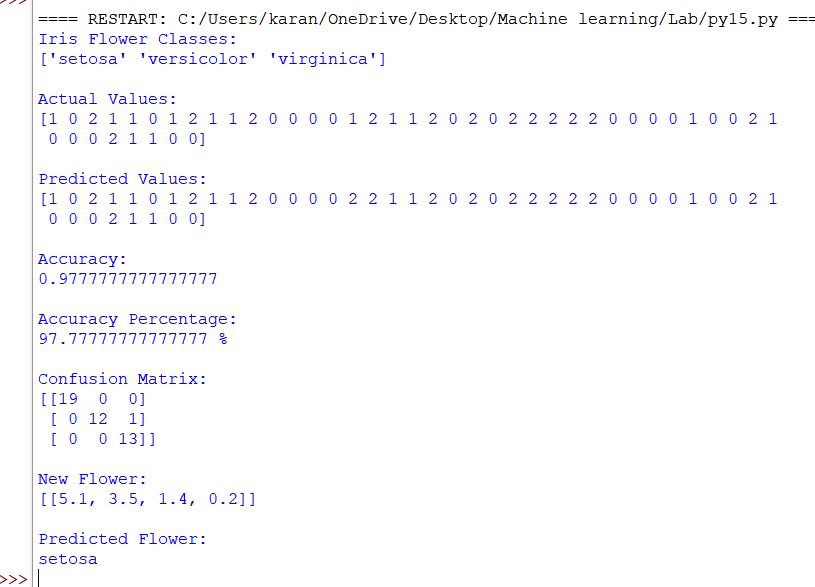 >>>
==== RESTART: C:/Users/karan/OneDrive/Desktop/Machine learning/Lab/py15.py ===
Iris Flower Classes:
['setosa' 'versicolor' 'virginica']
Actual Values:
[1 0 2 1 1 0 1 2 1 1 2 0 0 0 0 1 2 1 1 2 0 2 0 2 2 2 2 2 0 0 0 0 1 0 0 2 1
0 0 0 2 1 1 0 0]
Predicted Values:
[1 0 2 1 1 0 1 2 1 1 2 0 0 0 0 2 2 1 1 2 0 2 0 2 2 2 2 2 0 0 0 0 1 0 0 2 1
0 0 0 2 1 1 0 0]
Accuracy:
0.9777777777777777
Accuracy Percentage:
97.77777777777777 %
Confusion Matrix:
[[19  0  0]
[ 0 12  1]
[ 0  0 13]]
New Flower:
[[5.1, 3.5, 1.4, 0.2]]
Predicted Flower:
setosa
>>>